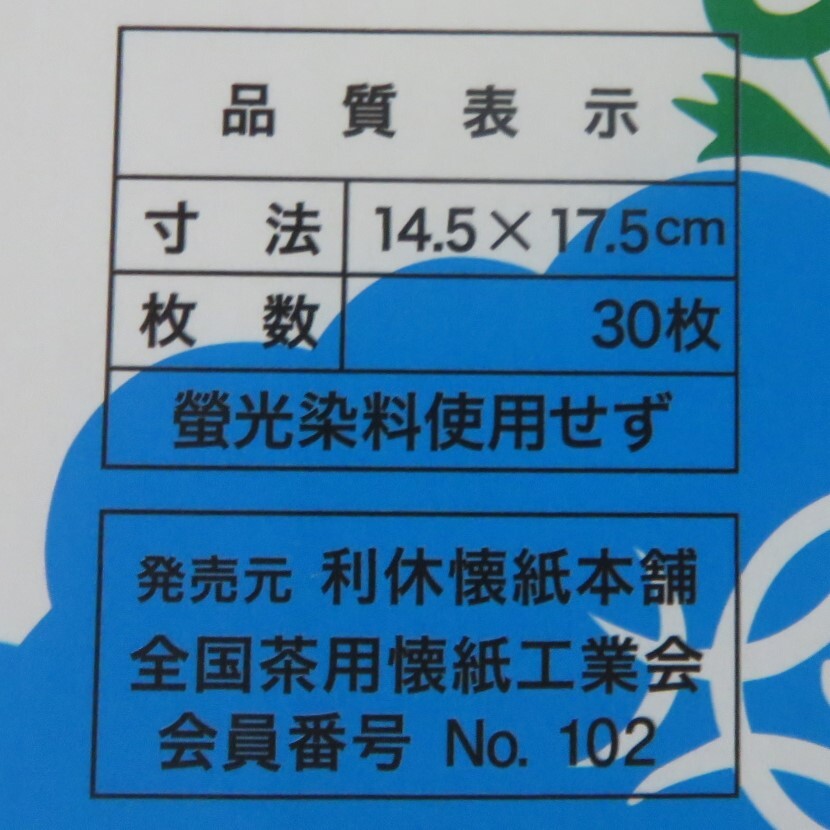 品質表示
寸法 14.5×17.5cm
枚数 30枚
螢光染料使用せず
発売元 利休懐紙本舗
全国茶用懐紙工業会
会員番号 No. 102